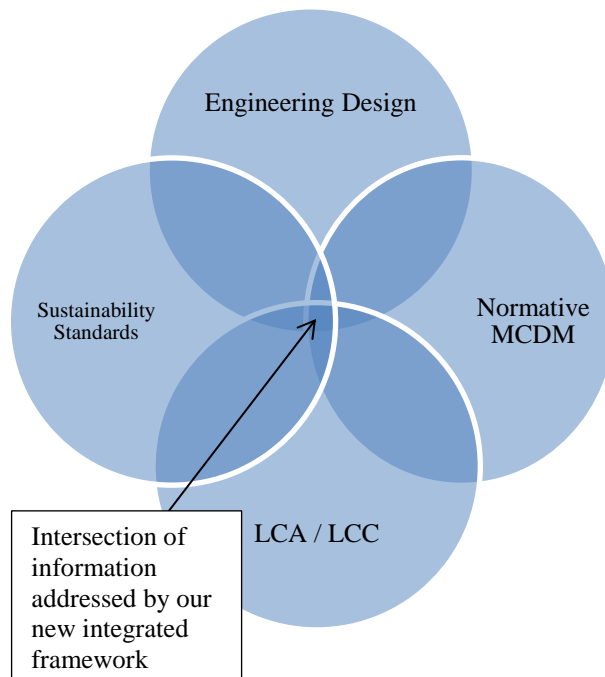 Engineering Design
Sustainability
Standards
Normative
MCDM
LCA / LCC
Intersection of
information
addressed by our
new integrated
framework